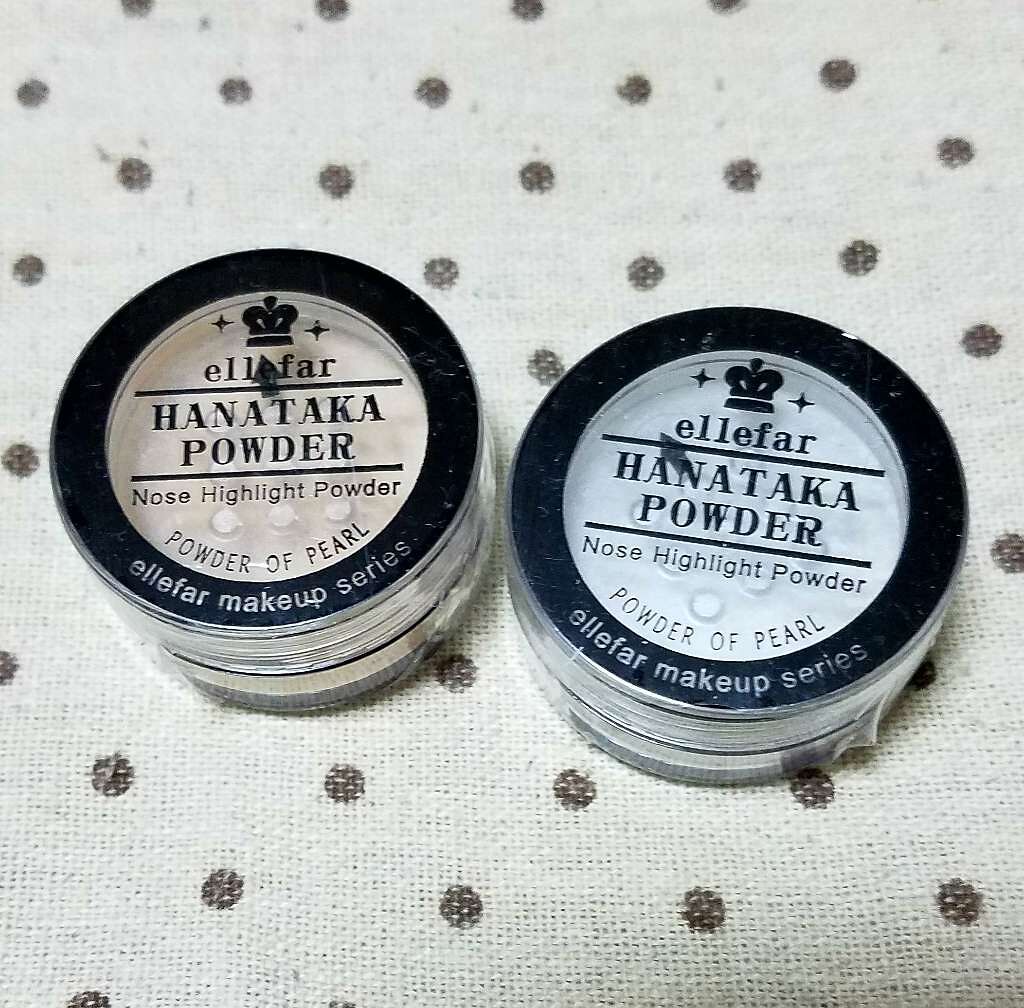 ellefar
HANATAKA
POWDER
Nose Highlight Powder
POWDER OF PEARL
ellefar makeup series
ellefar
HANATAKA
POWDER
Nose Highlight Powder
POWDER OF PEARL
ellefar makeup series